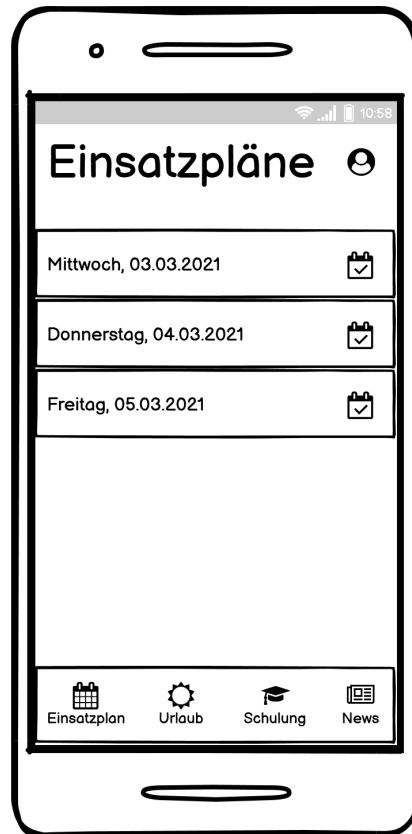 10:58
Einsatzpläne
Mittwoch, 03.03.2021
Donnerstag, 04.03.2021
Freitag, 05.03.2021
Einsatzplan Urlaub Schulung News